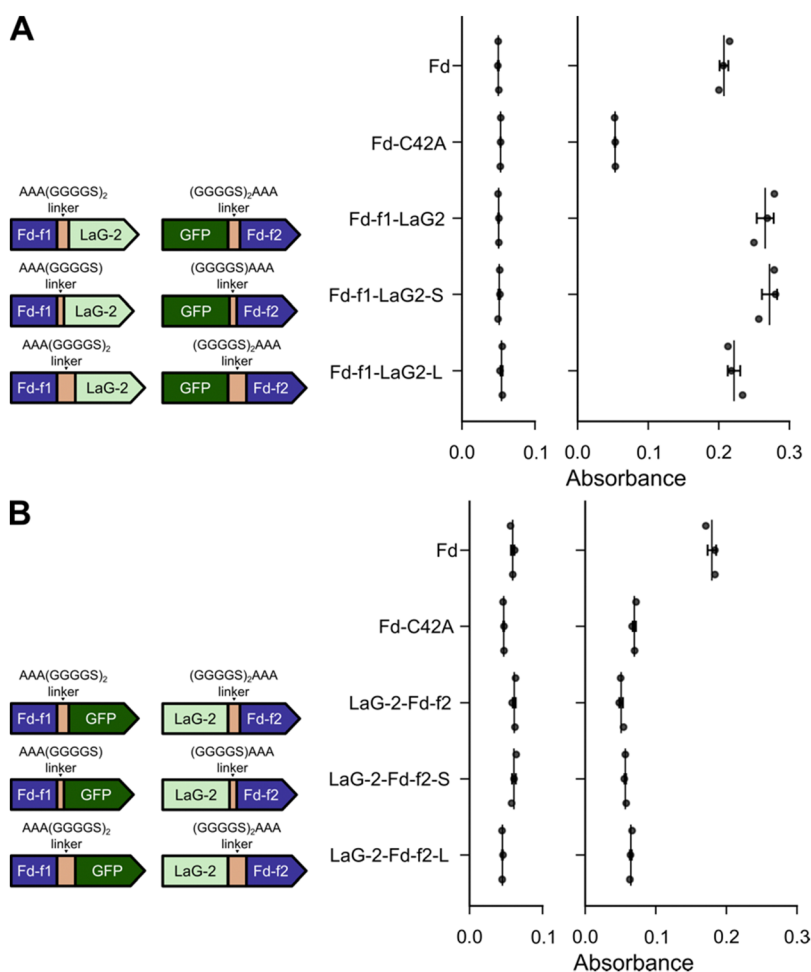 A
AAA(GGGGS)2 (GGGGS)2AAA
linker linker
Fd-f1 LaG-2 GFP Fd-f2
AAA(GGGGS) (GGGGS)AAA
linker linker
Fd-f1 LaG-2 GFP Fd-f2
AAA(GGGGS)2 (GGGGS)2AAA
linker linker
Fd-f1 LaG-2 GFP Fd-f2
Fd
Fd-C42A
Fd-f1-LaG2
Fd-f1-LaG2-S
Fd-f1-LaG2-L
0.0 0.1 0.0 0.1 0.2 0.3
Absorbance
B
AAA(GGGGS)2 (GGGGS)2AAA
linker linker
Fd-f1 GFP LaG-2 Fd-f2
AAA(GGGGS) (GGGGS)AAA
linker linker
Fd-f1 GFP LaG-2 Fd-f2
AAA(GGGGS)2 (GGGGS)2AAA
linker linker
Fd-f1 GFP LaG-2 Fd-f2
Fd
Fd-C42A
LaG-2-Fd-f2
LaG-2-Fd-f2-S
LaG-2-Fd-f2-L
0.0 0.1 0.0 0.1 0.2 0.3
Absorbance